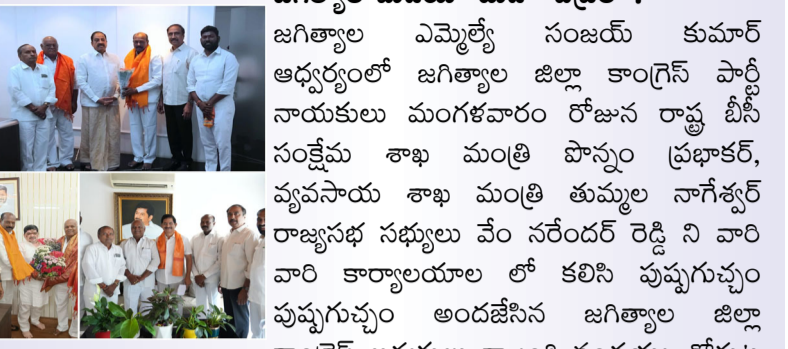 జగిత్యాల ఎమ్మెల్యే సంజయ్ కుమార్
ఆధ్వర్యంలో జగిత్యాల జిల్లా కాంగ్రెస్ పార్టీ
నాయకులు మంగళవారం రోజున రాష్ట్ర బీసీ
సంక్షేమ శాఖ మంత్రి పొన్నం ప్రభాకర్,
వ్యవసాయ శాఖ మంత్రి తుమ్మల నాగేశ్వర్
రాజ్యసభ సభ్యులు వేం నరేందర్ రెడ్డి ని వారి
వారి కార్యాలయాల లో కలిసి పుష్పగుచ్చం
పుష్పగుచ్చం అందజేసిన జగిత్యాల జిల్లా